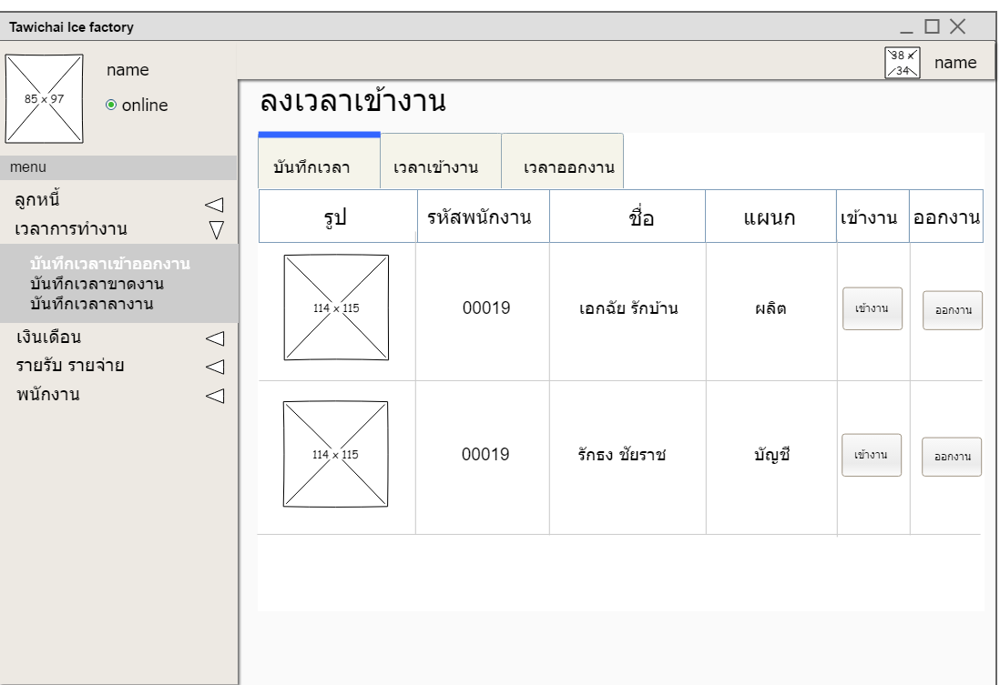 Tawichai Ice factory
name
85 x 97
online
38 x 34
name
menu
ลูกหนี้
เวลาการทำงาน
บันทึกเวลาเข้าออกงาน
บันทึกเวลาขาดงาน
บันทึกเวลาลางาน
เงินเดือน
รายรับ รายจ่าย
พนักงาน
ลงเวลาเข้างาน
บันทึกเวลา เวลาเข้างาน เวลาออกงาน
รูป รหัสพนักงาน ชื่อ แผนก เข้างาน ออกงาน
114 x 115 00019 เอกฉัย รักบ้าน ผลิต เข้างาน ออกงาน
114 x 115 00019 รักธง ชัยราช บัญชี เข้างาน ออกงาน